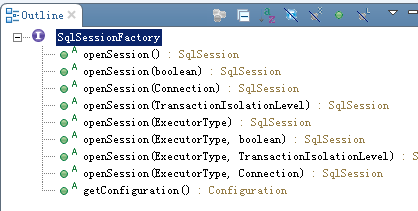 Outline
SqlSessionFactory
openSession() : SqlSession
openSession(boolean) : SqlSession
openSession(Connection) : SqlSession
openSession(TransactionIsolationLevel) : SqlSession
openSession(ExecutorType) : SqlSession
openSession(ExecutorType, boolean) : SqlSession
openSession(ExecutorType, TransactionIsolationLevel) : S
openSession(ExecutorType, Connection) : SqlSession
getConfiguration() : Configuration